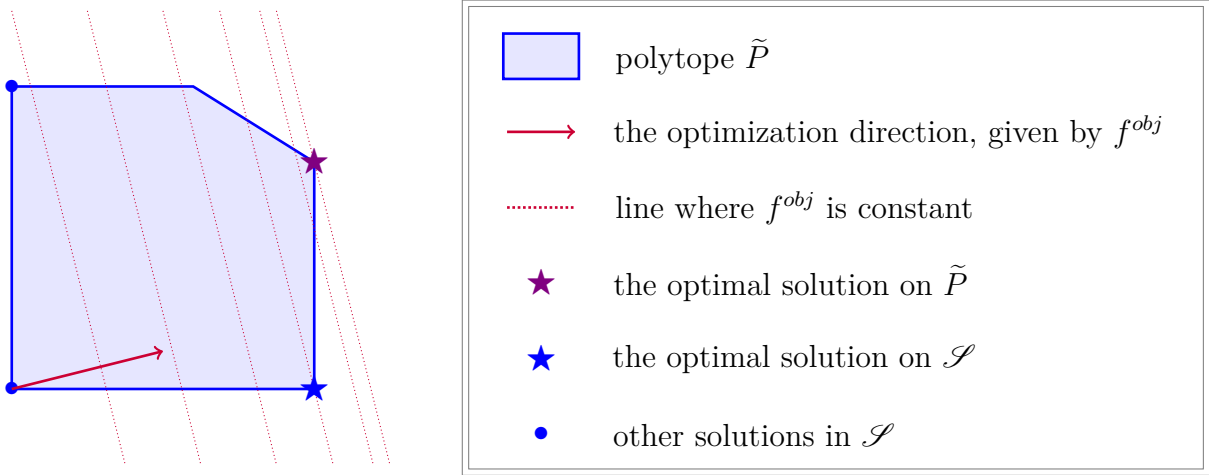 polytope P̃
the optimization direction, given by f^{obj}
line where f^{obj} is constant
the optimal solution on P̃
the optimal solution on 𝒮
other solutions in 𝒮